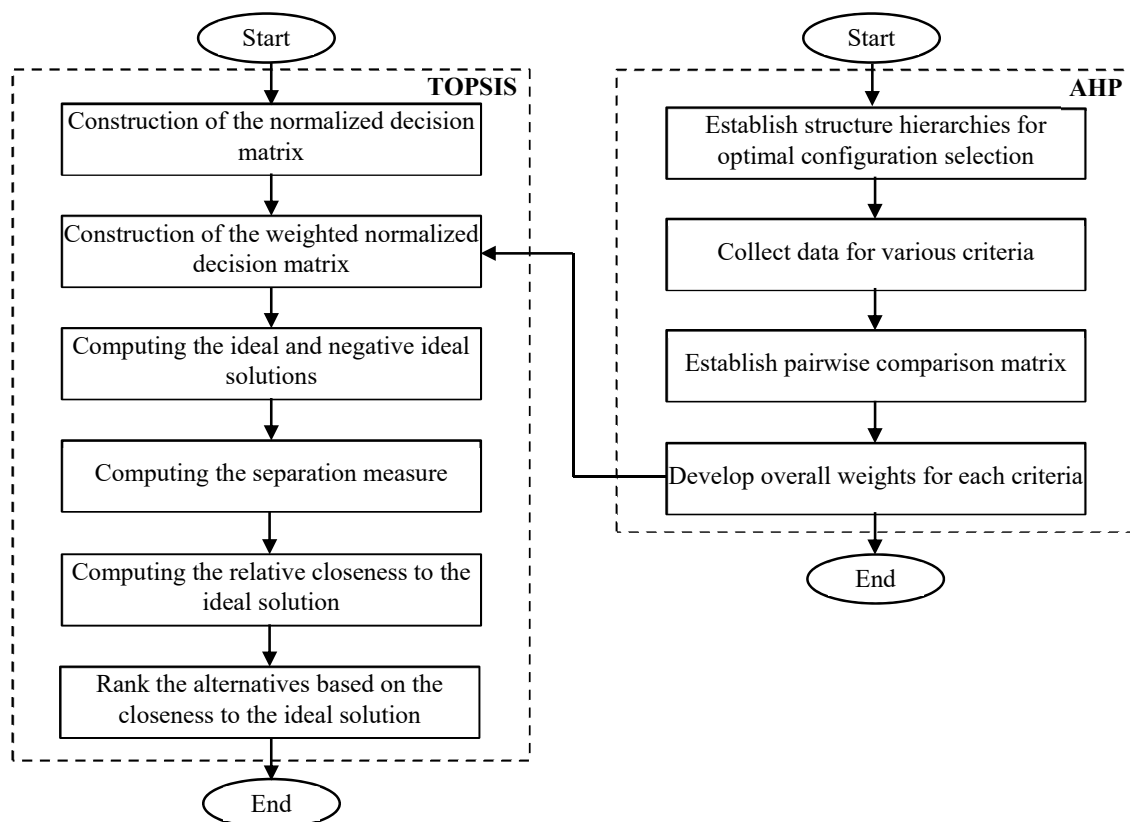 Start
TOPSIS
Construction of the normalized decision
matrix
Construction of the weighted normalized
decision matrix
Computing the ideal and negative ideal
solutions
Computing the separation measure
Computing the relative closeness to the
ideal solution
Rank the alternatives based on the
closeness to the ideal solution
End
Start
AHP
Establish structure hierarchies for
optimal configuration selection
Collect data for various criteria
Establish pairwise comparison matrix
Develop overall weights for each criteria
End